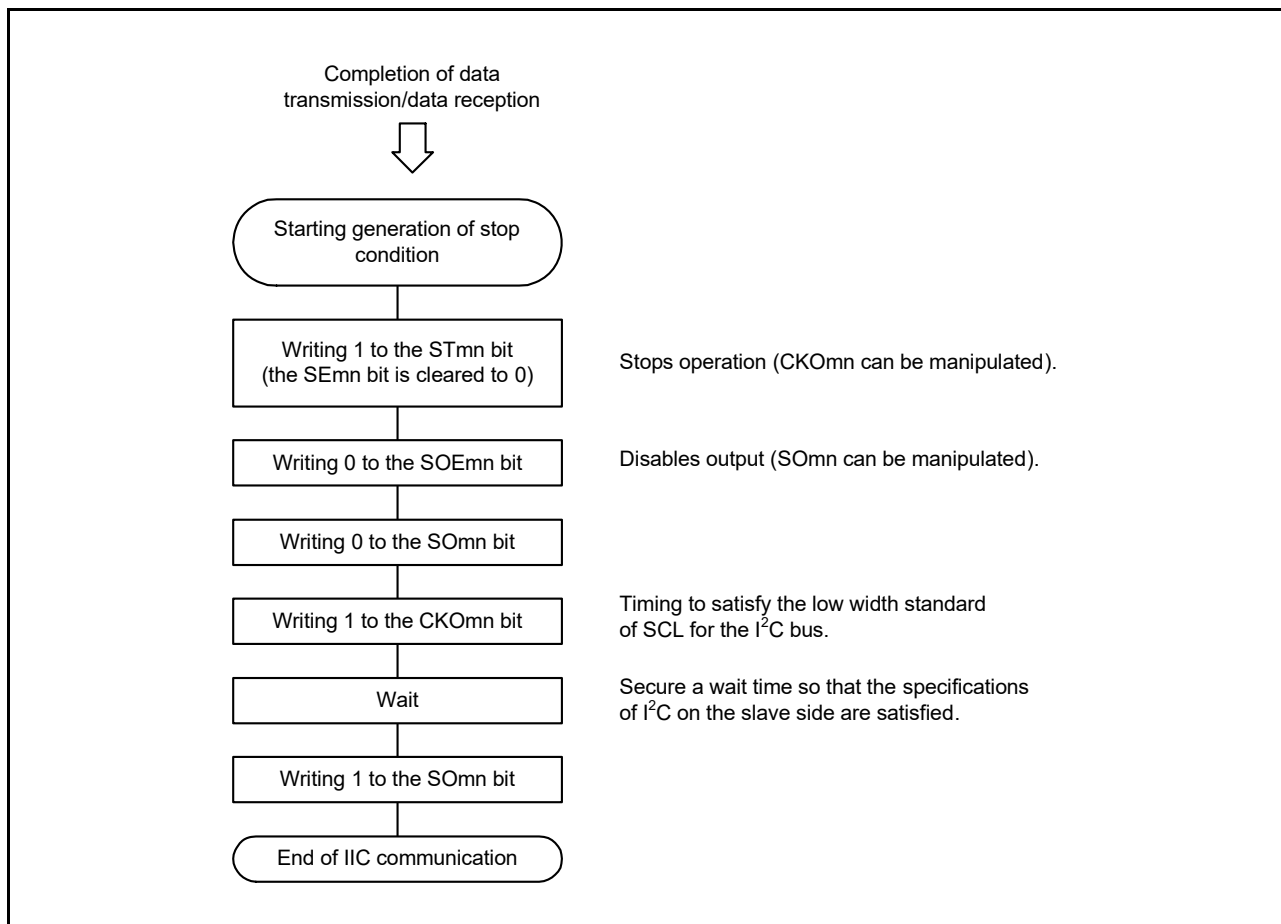 Completion of data
transmission/data reception
Starting generation of stop
condition
Writing 1 to the STmn bit
(the SEmn bit is cleared to 0)
Stops operation (CKOmn can be manipulated).
Writing 0 to the SOEmn bit
Disables output (SOmn can be manipulated).
Writing 0 to the SOmn bit
Writing 1 to the CKOmn bit
Timing to satisfy the low width standard
of SCL for the I²C bus.
Wait
Secure a wait time so that the specifications
of I²C on the slave side are satisfied.
Writing 1 to the SOmn bit
End of IIC communication